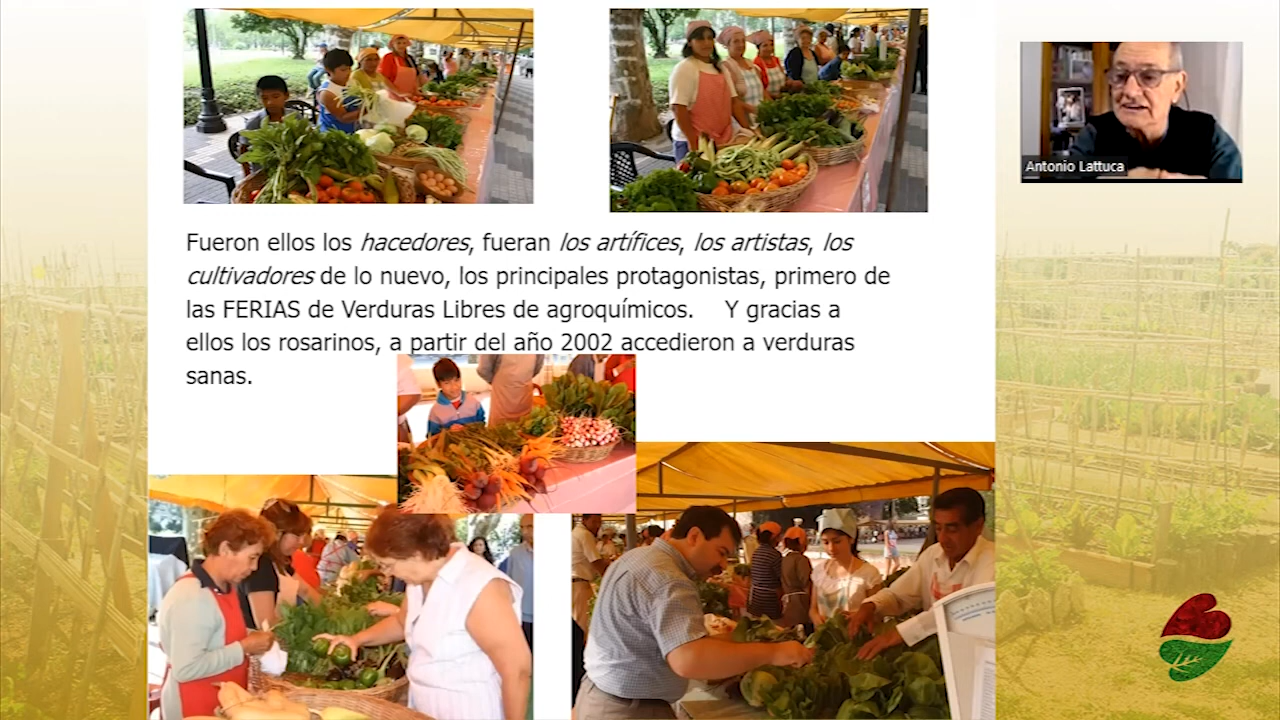 Antonio Lattuca
Fueron ellos los hacedores, fueran los artífices, los artistas, los
cultivadores de lo nuevo, los principales protagonistas, primero de
las FERIAS de Verduras Libres de agroquímicos. Y gracias a
ellos los rosarinos, a partir del año 2002 accedieron a verduras
sanas.